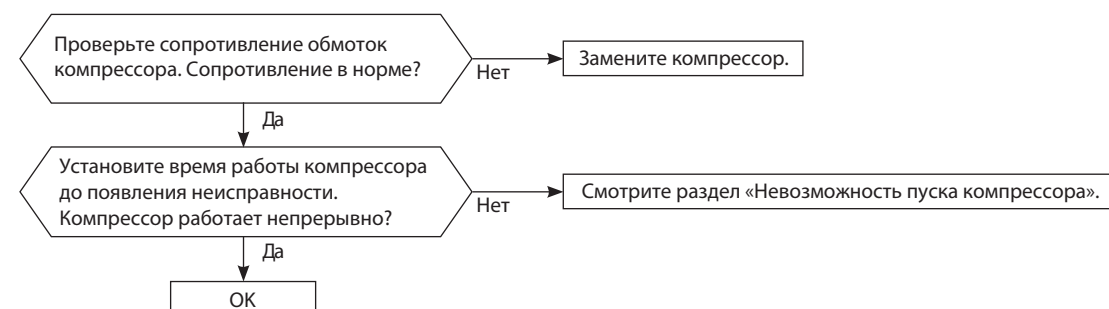 Проверьте сопротивление обмоток
компрессора. Сопротивление в норме?
Нет
Замените компрессор.
Да
Установите время работы компрессора
до появления неисправности.
Компрессор работает непрерывно?
Нет
Смотрите раздел «Невозможность пуска компрессора».
Да
OK